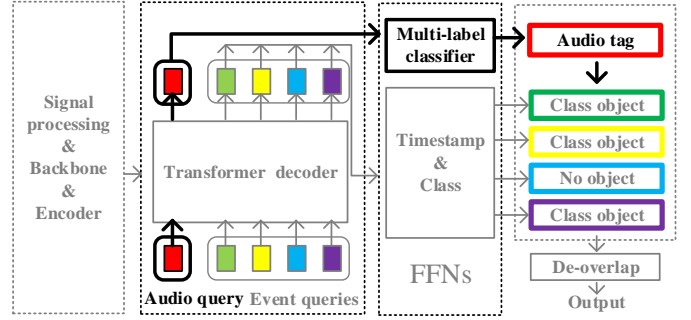 Signal
processing
&
Backbone
&
Encoder
Transformer decoder
Audio query Event queries
Multi-label
classifier
Timestamp
&
Class
FFNs
Audio tag
Class object
Class object
No object
Class object
De-overlap
Output